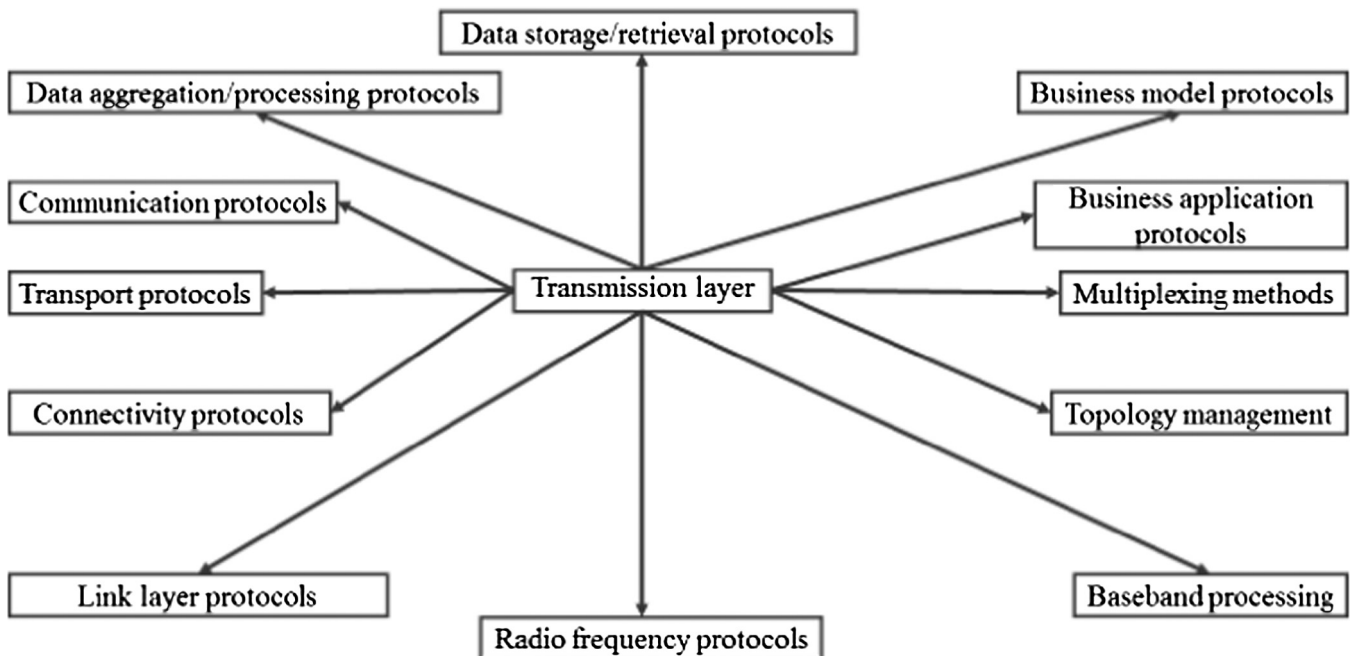 Data storage/retrieval protocols
Data aggregation/processing protocols
Business model protocols
Communication protocols
Business application
protocols
Transport protocols
Transmission layer
Multiplexing methods
Connectivity protocols
Topology management
Link layer protocols
Baseband processing
Radio frequency protocols